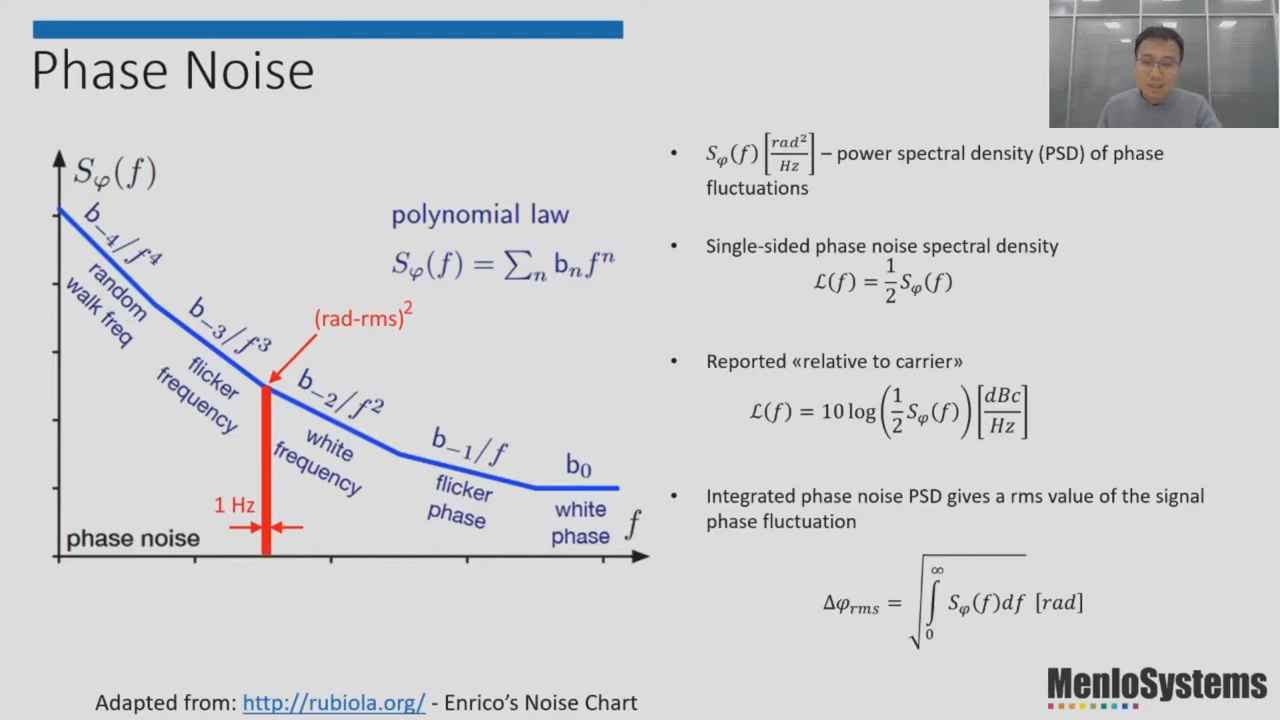 Phase Noise
S_φ(f)
polynomial law
S_φ(f) = ∑_n b_n f^n
b_−4/f^4
random
walk freq
b_−3/f^3
flicker
frequency
(rad-rms)^2
b_−2/f^2
white
frequency
b_−1/f
flicker
phase
b_0
white
phase
1 Hz
f
phase noise
• S_φ(f) [rad^2/Hz] – power spectral density (PSD) of phase
fluctuations
• Single-sided phase noise spectral density
ℒ(f) = 1/2 S_φ(f)
• Reported «relative to carrier»
ℒ(f) = 10 log(1/2 S_φ(f)) [dBc/Hz]
• Integrated phase noise PSD gives a rms value of the signal
phase fluctuation
Δφ_rms = √(∫_0^∞ S_φ(f)df) [rad]
Adapted from: http://rubiola.org/ - Enrico’s Noise Chart
MenloSystems